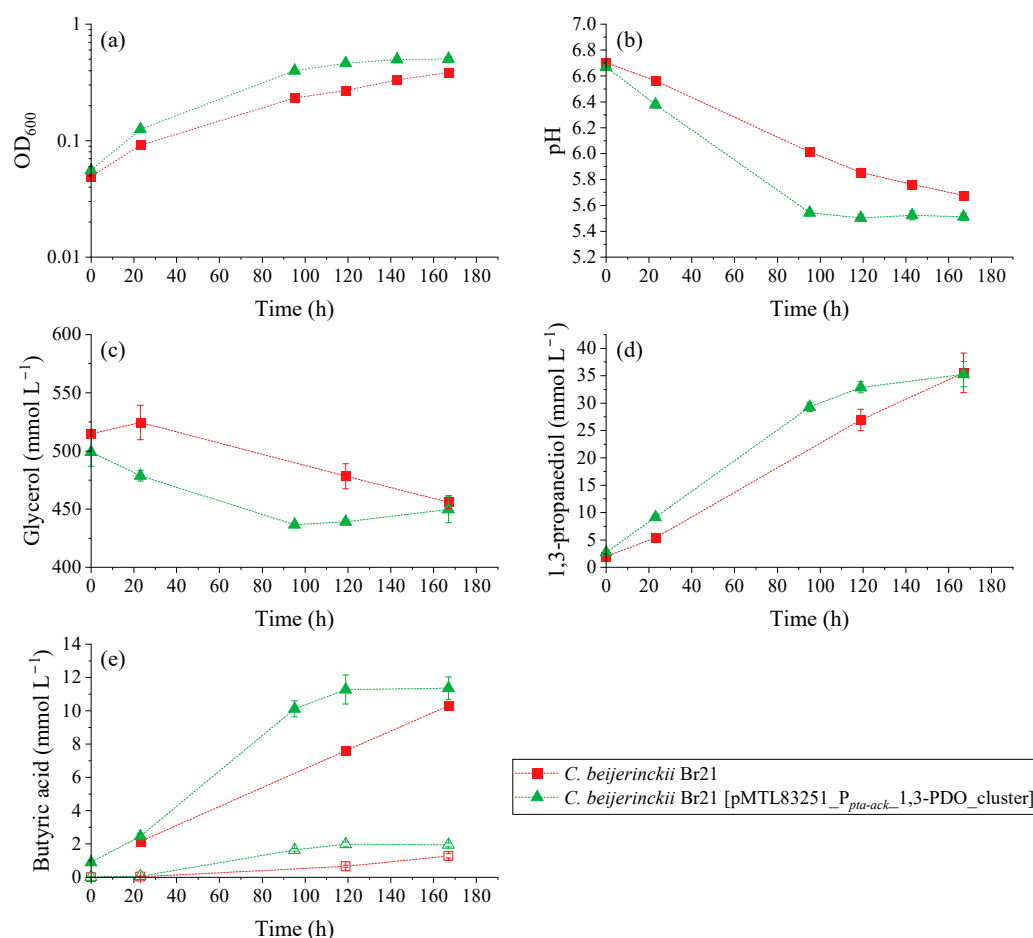 (a)
OD600
1
0.1
0.01
0 20 40 60 80 100 120 140 160 180
Time (h)
(b)
pH
7.0
6.8
6.6
6.4
6.2
6.0
5.8
5.6
5.4
5.2
0 20 40 60 80 100 120 140 160 180
Time (h)
(c)
Glycerol (mmol L⁻¹)
600
550
500
450
400
0 20 40 60 80 100 120 140 160 180
Time (h)
(d)
1,3-propanediol (mmol L⁻¹)
40
35
30
25
20
15
10
5
0
0 20 40 60 80 100 120 140 160 180
Time (h)
(e)
Butyric acid (mmol L⁻¹)
14
12
10
8
6
4
2
0
0 20 40 60 80 100 120 140 160 180
Time (h)
C. beijerinckii Br21
C. beijerinckii Br21 [pMTL83251_Ppta-ack_1,3-PDO_cluster]